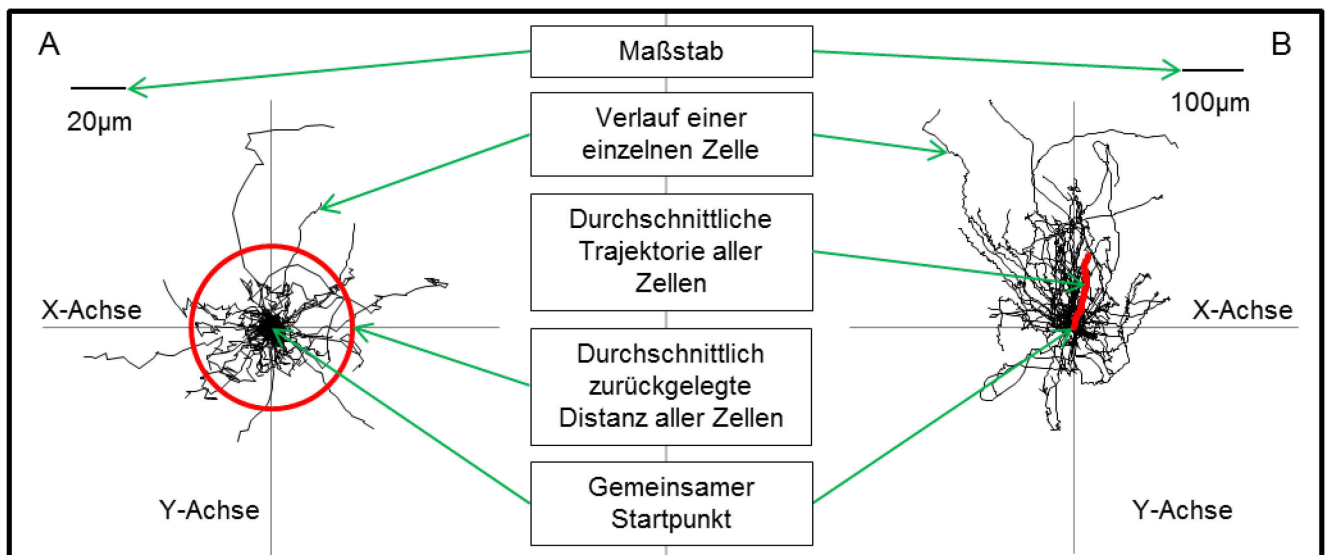 A
Maßstab
B
20µm
100µm
Verlauf einer
einzelnen Zelle
Durchschnittliche
Trajektorie aller
Zellen
X-Achse
X-Achse
Durchschnittlich
zurückgelegte
Distanz aller Zellen
Gemeinsamer
Startpunkt
Y-Achse
Y-Achse